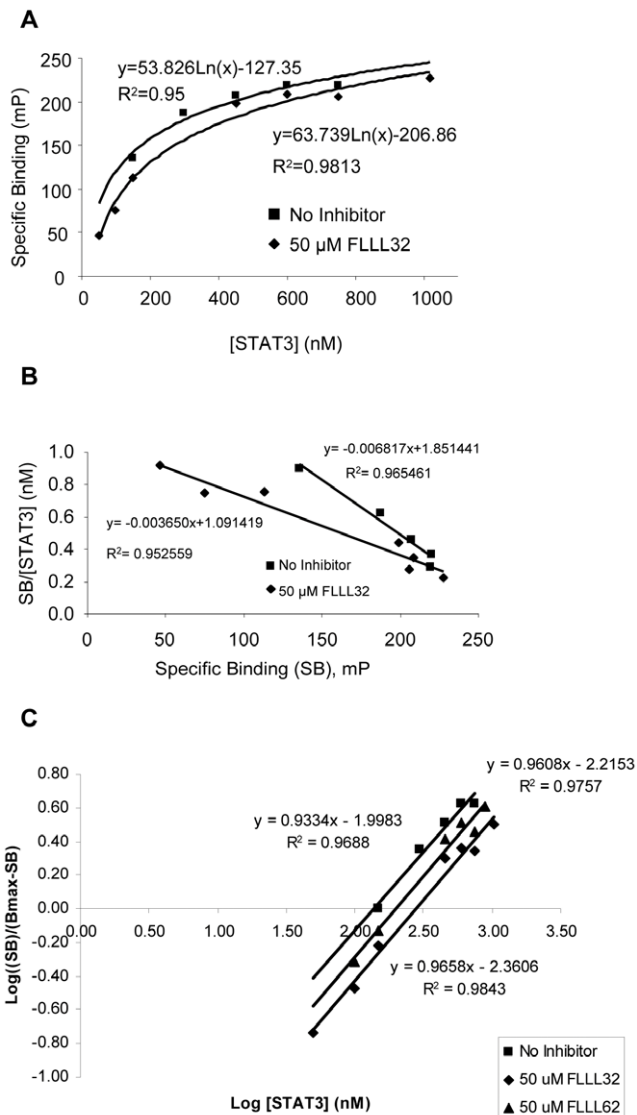 A
250
200
150
100
50
0
Specific Binding (mP)
y=53.826Ln(x)-127.35
R²=0.95
y=63.739Ln(x)-206.86
R²=0.9813
■ No Inhibitor
◆ 50 µM FLLL32
0 200 400 600 800 1000
[STAT3] (nM)
B
1.0
0.8
0.6
0.4
0.2
0.0
SB/[STAT3] (nM)
y= -0.006817x+1.851441
R²= 0.965461
y= -0.003650x+1.091419
R²= 0.952559
■ No Inhibitor
◆ 50 µM FLLL32
0 50 100 150 200 250
Specific Binding (SB), mP
C
0.80
0.60
0.40
0.20
0.00
-0.20
-0.40
-0.60
-0.80
-1.00
Log((SB)/(Bmax-SB)
y = 0.9608x - 2.2153
R² = 0.9757
y = 0.9334x - 1.9983
R² = 0.9688
0.00 0.50 1.00 1.50 2.00 2.50 3.00 3.50
y = 0.9658x - 2.3606
R² = 0.9843
Log [STAT3] (nM)
■ No Inhibitor
◆ 50 uM FLLL32
▲ 50 uM FLLL62